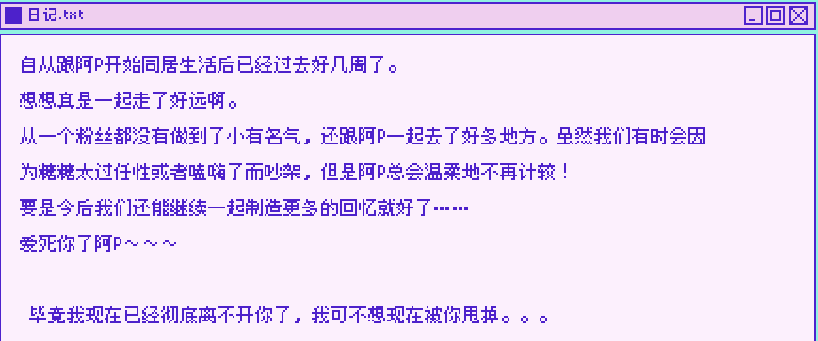 日记.txt
自从跟阿P开始同居生活后已经过去好几周了。
想想真是一起走了好远啊。
从一个粉丝都没有做到了小有名气，还跟阿P一起去了好多地方。虽然我们有时会因
为糖糖太过任性或者嗑嗨了而吵架，但是阿P总会温柔地不再计较！
要是今后我们还能继续一起制造更多的回忆就好了……
爱死你了阿P～～～
毕竟我现在已经彻底离不开你了，我可不想现在被你甩掉。。。